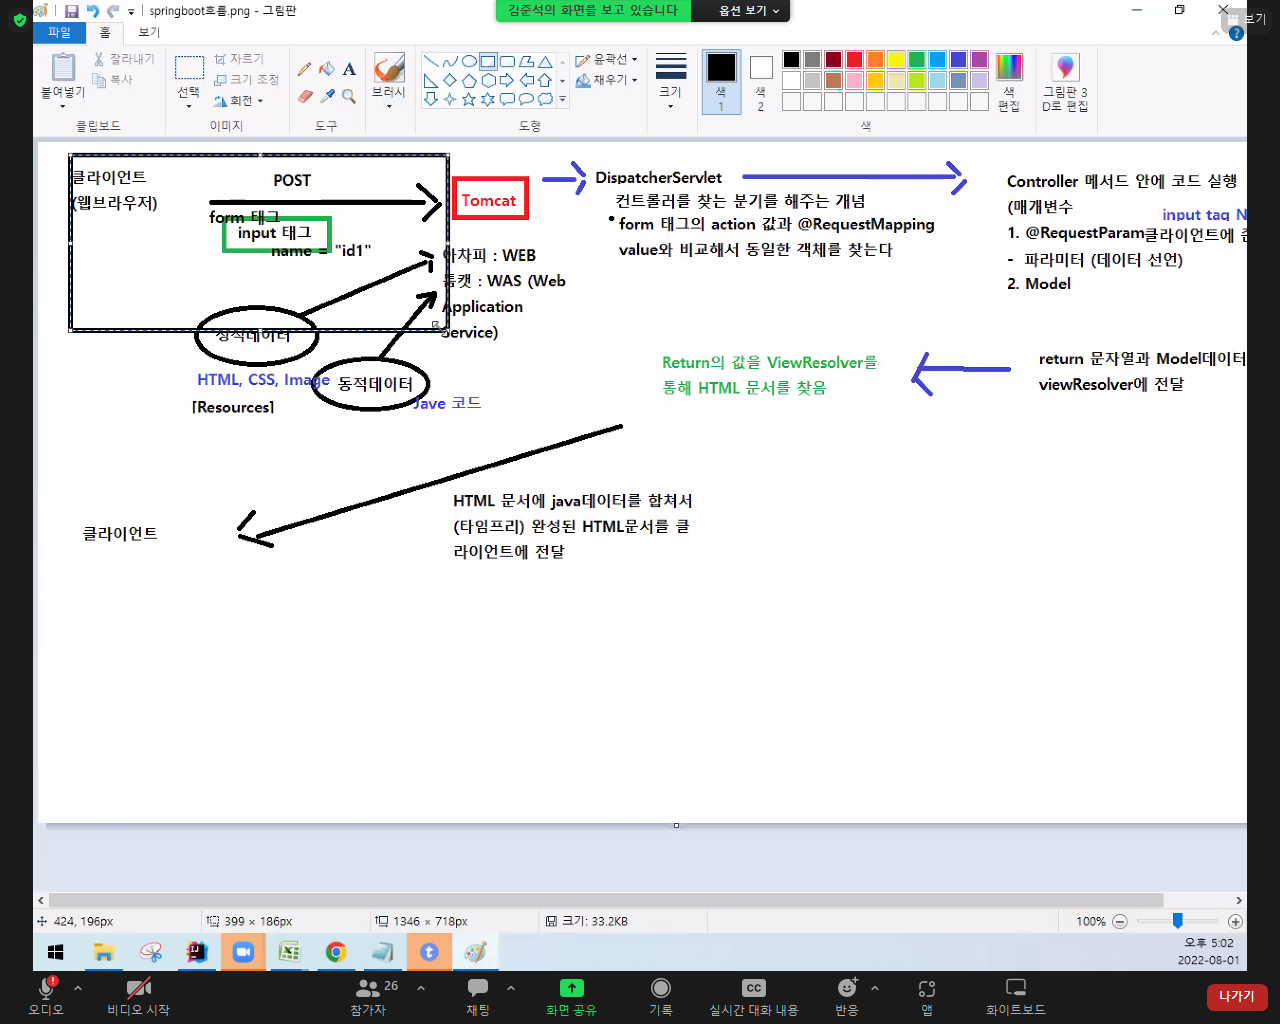 springboot흐름.png - 그림판
김준석의 화면을 보고 있습니다
옵션 보기
보기
파일
홈
보기
붙여넣기
잘라내기
복사
클립보드
선택
자르기
크기 조정
회전
이미지
A
도구
브러시
윤곽선
채우기
도형
크기
색
1
색
2
색
편집
그림판 3
D로 편집
색
클라이언트
(웹브라우저)
POST
form 태그
input 태그
name = "id1"
Tomcat
아차피 : WEB
톰캣 : WAS (Web
Application
Service)
정적데이터
HTML, CSS, Image
[Resources]
동적데이터
Jave 코드
DispatcherServlet
컨트롤러를 찾는 분기를 해주는 개념
form 태그의 action 값과 @RequestMapping
value와 비교해서 동일한 객체를 찾는다
Controller 메서드 안에 코드 실행
(매개변수
input tag N
1. @RequestParam클라이언트에
- 파라미터 (데이터 선언)
2. Model
Return의 값을 ViewResolver를
통해 HTML 문서를 찾음
return 문자열과 Model데이터
viewResolver에 전달
HTML 문서에 java데이터를 합쳐서
(타임프리) 완성된 HTML문서를 클
라이언트에 전달
클라이언트
424, 196px
399 × 186px
1346 × 718px
크기: 33.2KB
100%
오후 5:02
2022-08-01
오디오
비디오 시작
26
참가자
채팅
화면 공유
기록
CC
실시간 대화 내용
반응
앱
화이트보드
나가기